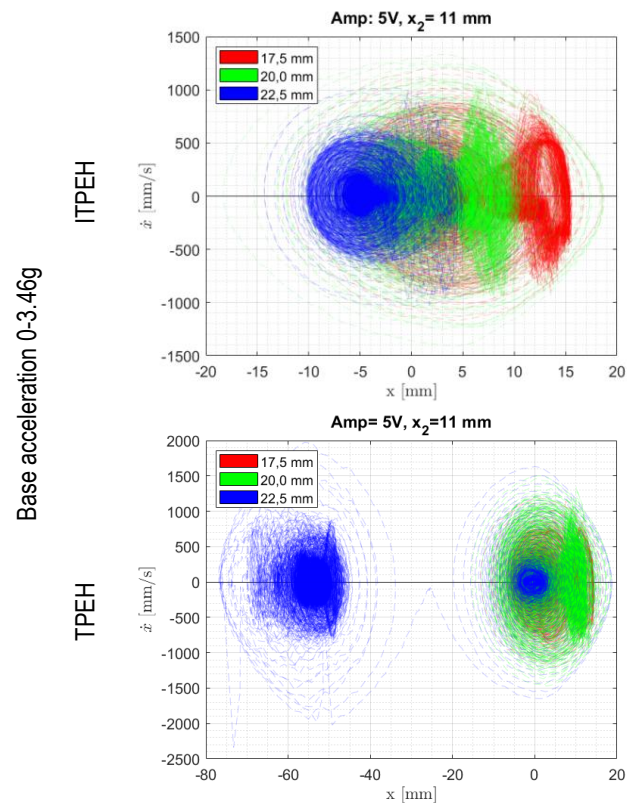 Base acceleration 0-3.46g
ITPEH
Amp: 5V, x2= 11 mm
17,5 mm
20,0 mm
22,5 mm
1500
1000
500
0
-500
-1000
-1500
ẋ [mm/s]
-20
-15
-10
-5
0
5
10
15
20
x [mm]
TPEH
Amp= 5V, x2=11 mm
17,5 mm
20,0 mm
22,5 mm
2000
1500
1000
500
0
-500
-1000
-1500
-2000
-2500
ẋ [mm/s]
-80
-60
-40
-20
0
20
x [mm]